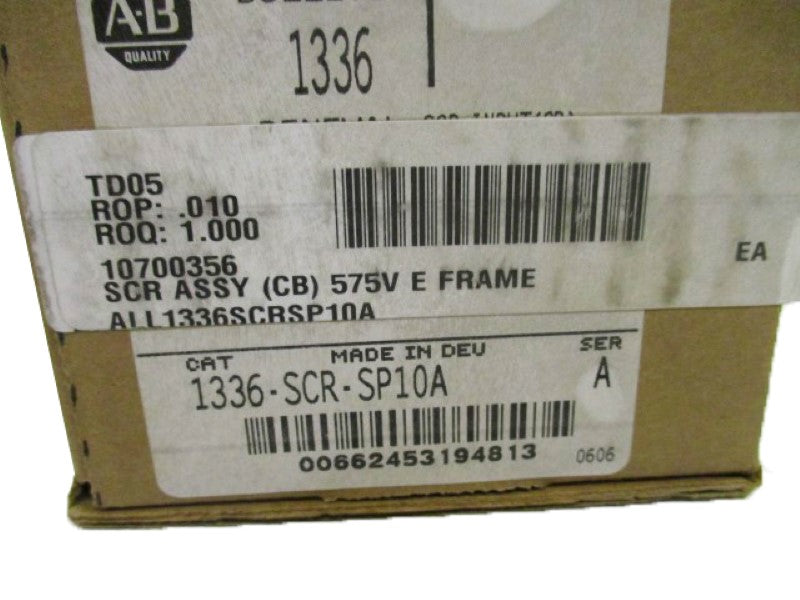 A-B
QUALITY
1336
TD05
ROP: .010
ROQ: 1.000
10700356
EA
SCR ASSY (CB) 575V E FRAME
ALL1336SCRSP10A
CAT MADE IN DEU SER
1336-SCR-SP10A A
00662453194813 0606